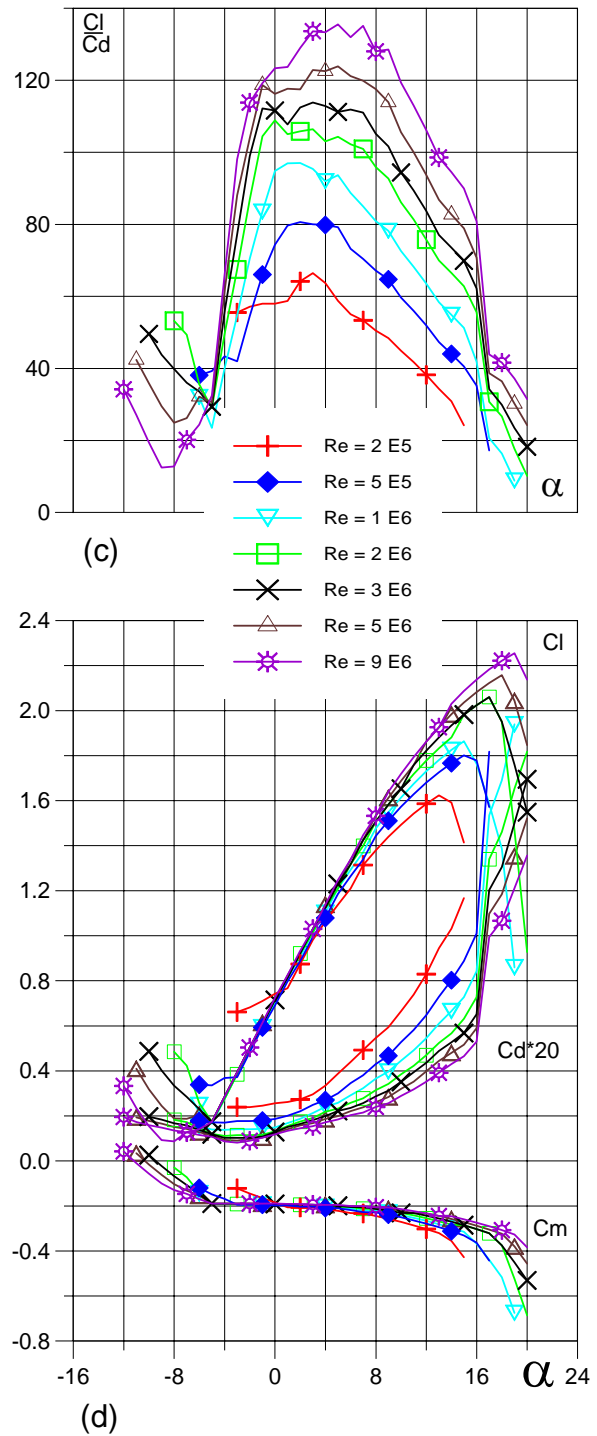 Cl
Cd
120
80
40
0
α
(c)
Re = 2 E5
Re = 5 E5
Re = 1 E6
Re = 2 E6
Re = 3 E6
Re = 5 E6
Re = 9 E6
2.4
Cl
2.0
1.6
1.2
0.8
Cd*20
0.4
0.0
Cm
-0.4
-0.8
-16 -8 0 8 16 α 24
(d)